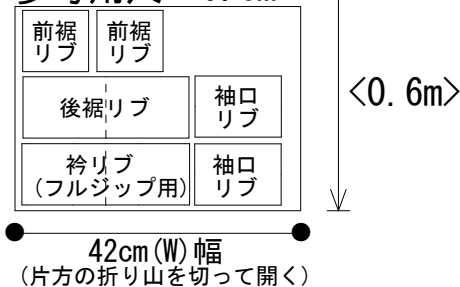 前裾
リブ
前裾
リブ
後裾リブ
袖口
リブ
衿リブ
(フルジップ用)
袖口
リブ
<0.6m>
42cm(W)幅
(片方の折り山を切って開く)